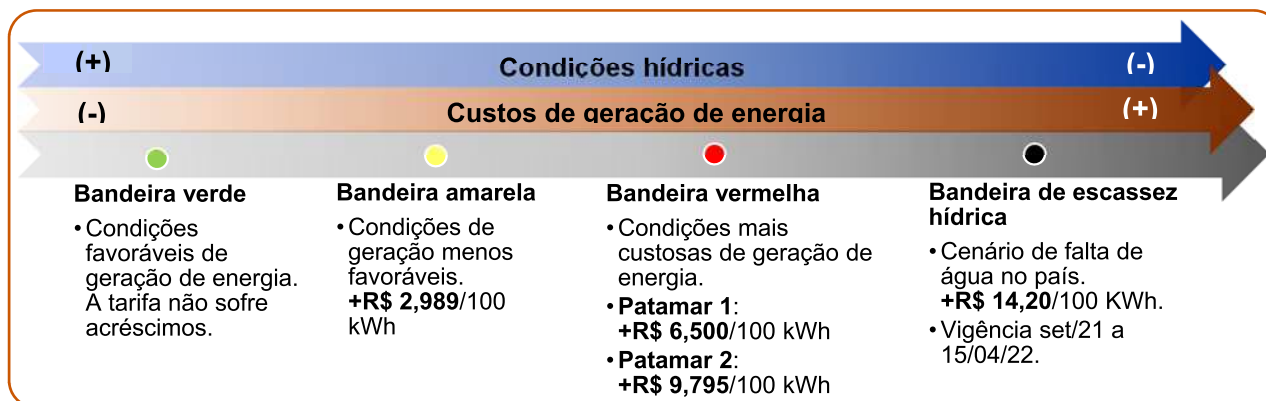 (+) Condições hídricas (-)
(-) Custos de geração de energia (+)
Bandeira verde
• Condições
favoráveis de
geração de energia.
A tarifa não sofre
acréscimos.
Bandeira amarela
• Condições de
geração menos
favoráveis.
+R$ 2,989/100
kWh
Bandeira vermelha
• Condições mais
custosas de geração de
energia.
• Patamar 1:
+R$ 6,500/100 kWh
• Patamar 2:
+R$ 9,795/100 kWh
Bandeira de escassez
hídrica
• Cenário de falta de
água no país.
+R$ 14,20/100 KWh.
• Vigência set/21 a
15/04/22.